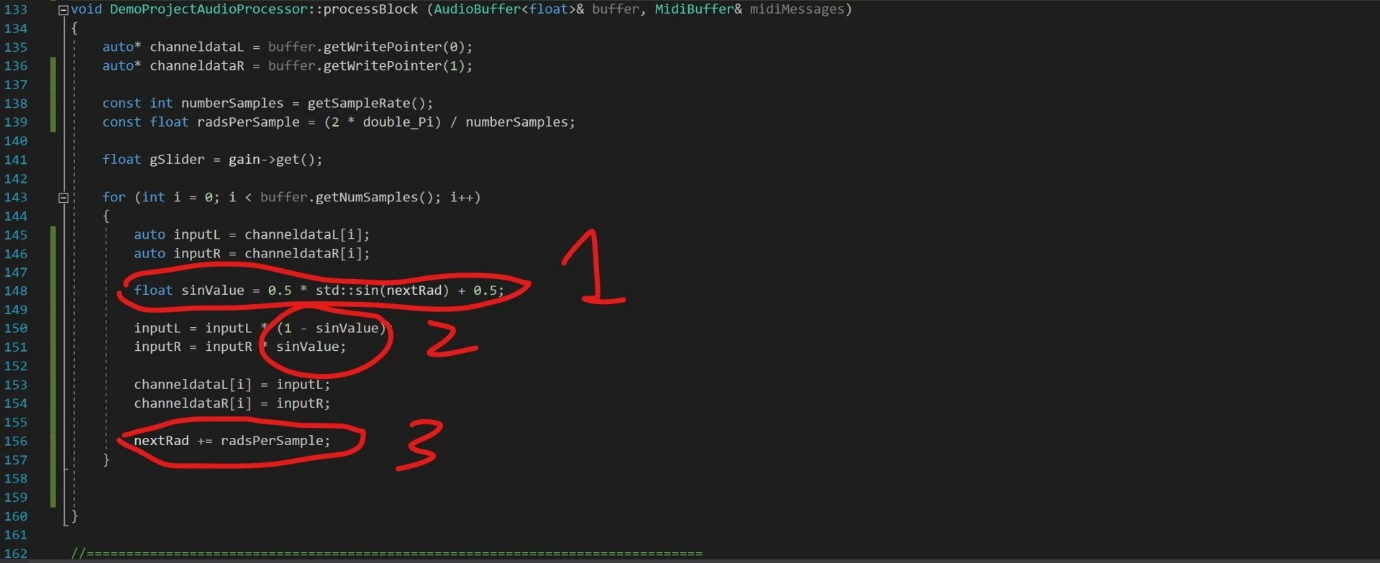 133 void DemoProjectAudioProcessor::processBlock (AudioBuffer<float>& buffer, MidiBuffer& midiMessages)
134 {
135 auto* channeldataL = buffer.getWritePointer(0);
136 auto* channeldataR = buffer.getWritePointer(1);
137
138 const int numberSamples = getSampleRate();
139 const float radsPerSample = (2 * double_Pi) / numberSamples;
140
141 float gSlider = gain->get();
142
143 for (int i = 0; i < buffer.getNumSamples(); i++)
144 {
145 auto inputL = channeldataL[i];
146 auto inputR = channeldataR[i];
147
148 float sinValue = 0.5 * std::sin(nextRad) + 0.5;
1
149
150 inputL = inputL * (1 - sinValue)
151 inputR = inputR * sinValue;
2
152
153 channeldataL[i] = inputL;
154 channeldataR[i] = inputR;
155
156 nextRad += radsPerSample;
3
157 }
158
159
160 }
161
162 //==============================================================================